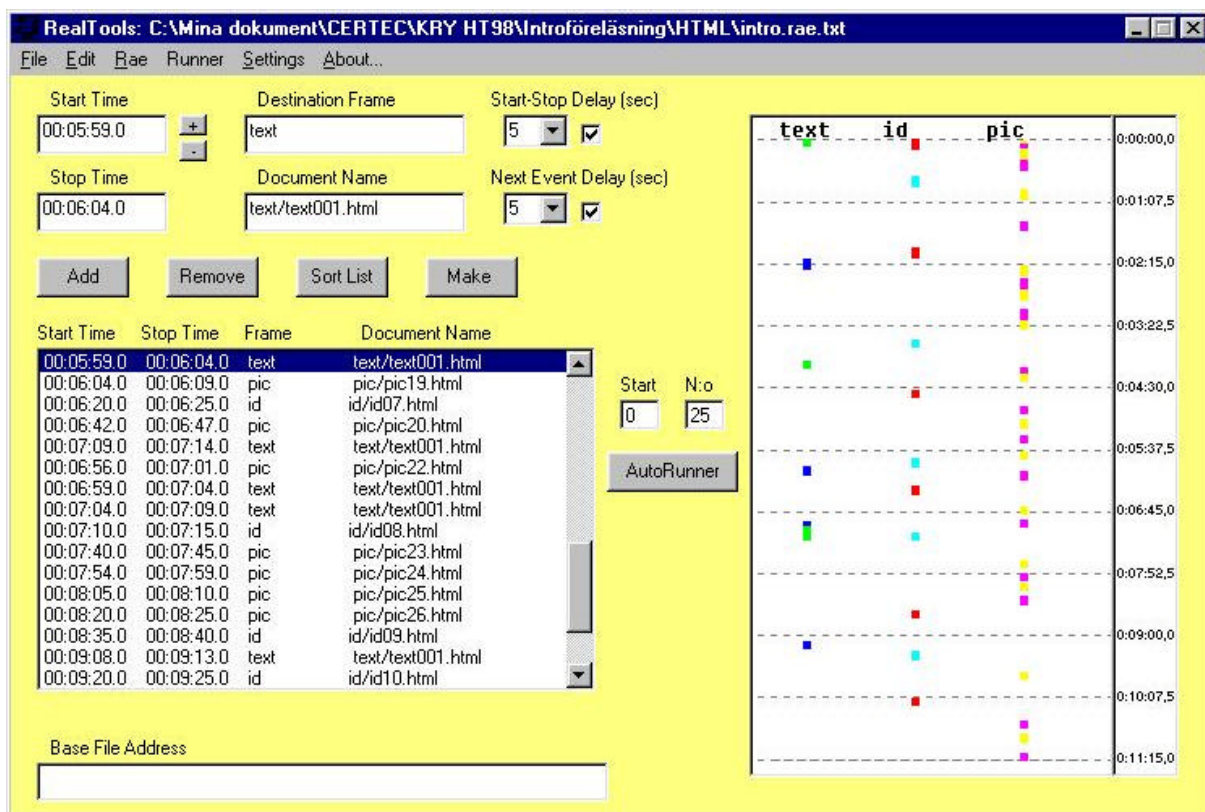 RealTools: C:\Mina dokument\CERTEC\KRY HT98\Introföreläsning\HTML\intro.rae.txt
File Edit Rae Runner Settings About...
Start Time Destination Frame Start-Stop Delay (sec)
00:05:59.0 + text 5
-
Stop Time Document Name Next Event Delay (sec)
00:06:04.0 text/text001.html 5
Add Remove Sort List Make
Start Time Stop Time Frame Document Name
00:05:59.0 00:06:04.0 text text/text001.html
00:06:04.0 00:06:09.0 pic pic/pic19.html
00:06:20.0 00:06:25.0 id id/id07.html
00:06:42.0 00:06:47.0 pic pic/pic20.html
00:07:09.0 00:07:14.0 text text/text001.html
00:06:56.0 00:07:01.0 pic pic/pic22.html
00:06:59.0 00:07:04.0 text text/text001.html
00:07:04.0 00:07:09.0 text text/text001.html
00:07:10.0 00:07:15.0 id id/id08.html
00:07:40.0 00:07:45.0 pic pic/pic23.html
00:07:54.0 00:07:59.0 pic pic/pic24.html
00:08:05.0 00:08:10.0 pic pic/pic25.html
00:08:20.0 00:08:25.0 pic pic/pic26.html
00:08:35.0 00:08:40.0 id id/id09.html
00:09:08.0 00:09:13.0 text text/text001.html
00:09:20.0 00:09:25.0 id id/id10.html
Start N:o
0 25
AutoRunner
Base File Address
text id pic
0:00:00,0
0:01:07,5
0:02:15,0
0:03:22,5
0:04:30,0
0:05:37,5
0:06:45,0
0:07:52,5
0:09:00,0
0:10:07,5
0:11:15,0